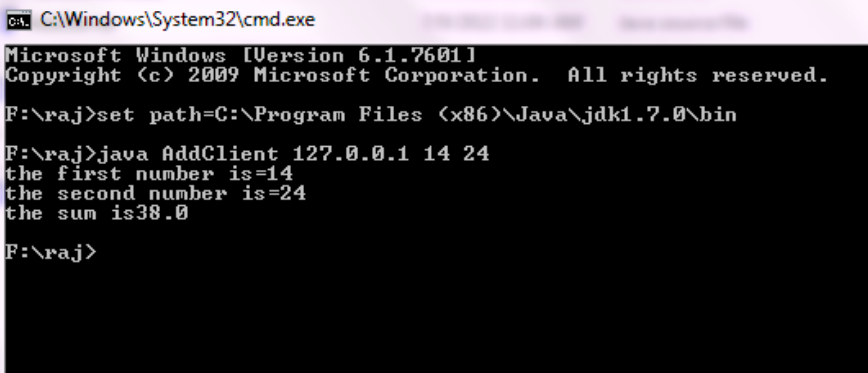 C:\Windows\System32\cmd.exe
Microsoft Windows [Version 6.1.7601]
Copyright (c) 2009 Microsoft Corporation.  All rights reserved.
F:\raj>set path=C:\Program Files (x86)\Java\jdk1.7.0\bin
F:\raj>java AddClient 127.0.0.1 14 24
the first number is=14
the second number is=24
the sum is38.0
F:\raj>